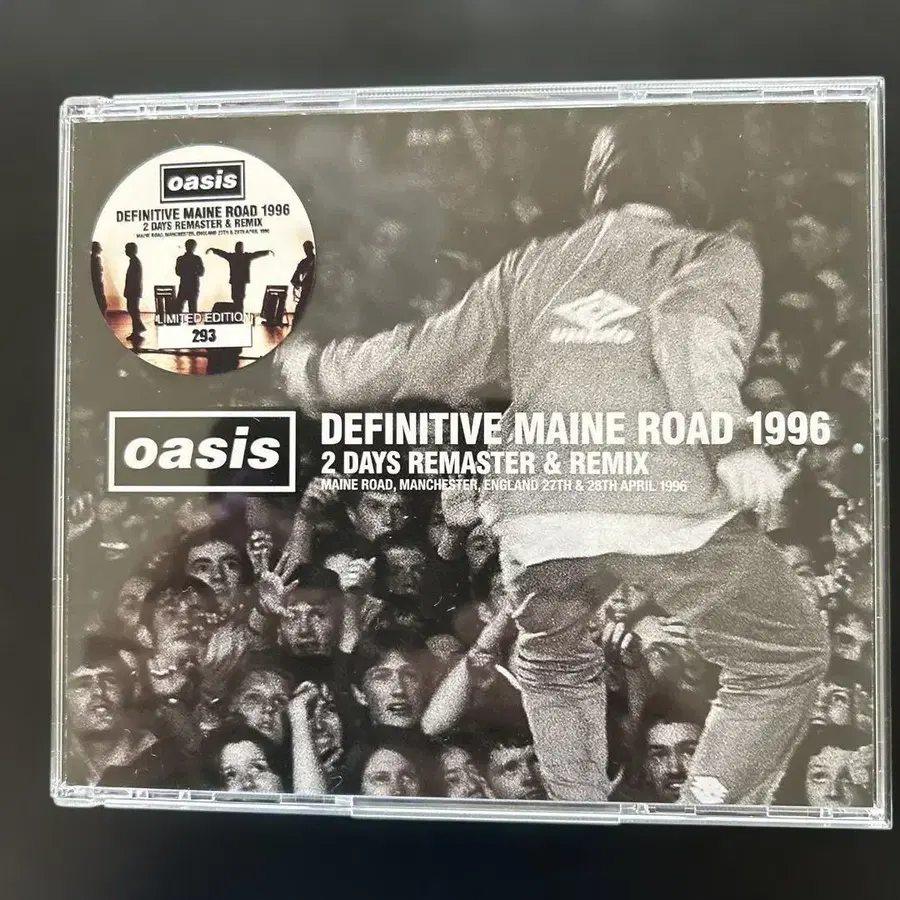 oasis
DEFINITIVE MAINE ROAD 1996
2 DAYS REMASTER & REMIX
MAINE ROAD, MANCHESTER, ENGLAND 27TH & 28TH APRIL 1996
LIMITED EDITION
293
oasis
DEFINITIVE MAINE ROAD 1996
2 DAYS REMASTER & REMIX
MAINE ROAD, MANCHESTER, ENGLAND 27TH & 28TH APRIL 1996